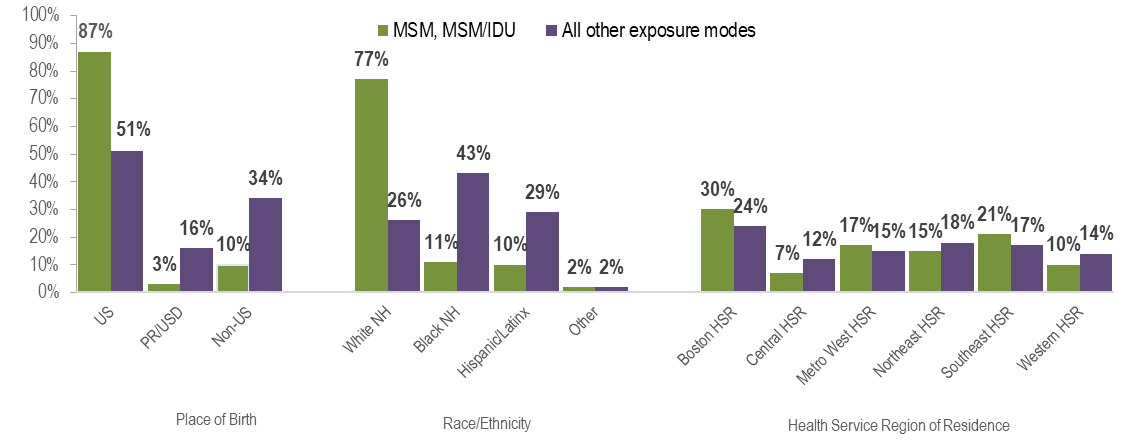 100%
90%
80%
70%
60%
50%
40%
30%
20%
10%
0%
MSM, MSM/IDU
All other exposure modes
87%
51%
3%
16%
10%
34%
77%
26%
11%
43%
10%
29%
2%
2%
30%
24%
7%
12%
17%
15%
15%
18%
21%
17%
10%
14%
US
PR/USD
Non-US
White NH
Black NH
Hispanic/Latinx
Other
Boston HSR
Central HSR
Metro West HSR
Northeast HSR
Southeast HSR
Western HSR
Place of Birth
Race/Ethnicity
Health Service Region of Residence